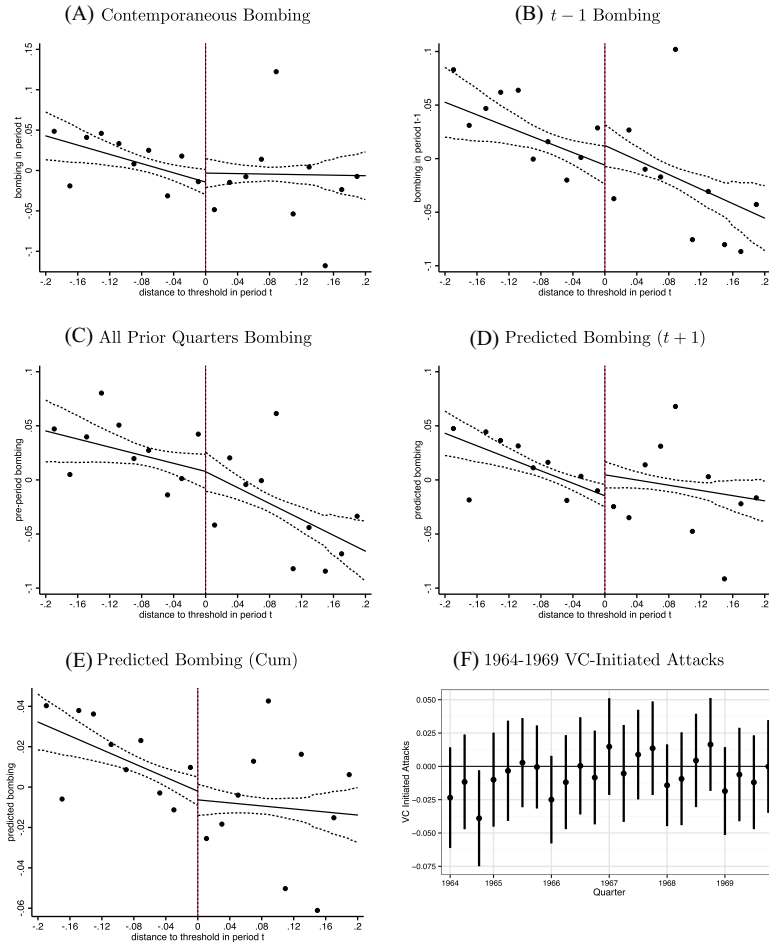 (A) Contemporaneous Bombing
bombing in period t
.15
.1
.05
0
-.05
-.1
-.2 -.16 -.12 -.08 -.04 0 .04 .08 .12 .16 .2
distance to threshold in period t
(B) t − 1 Bombing
bombing in period t-1
.1
.05
0
-.05
-.1
-.2 -.16 -.12 -.08 -.04 0 .04 .08 .12 .16 .2
distance to threshold in period t
(C) All Prior Quarters Bombing
pre-period bombing
.1
.05
0
-.05
-.1
-.2 -.16 -.12 -.08 -.04 0 .04 .08 .12 .16 .2
distance to threshold in period t
(D) Predicted Bombing (t + 1)
predicted bombing
.1
.05
0
-.05
-.1
-.2 -.16 -.12 -.08 -.04 0 .04 .08 .12 .16 .2
distance to threshold in period t
(E) Predicted Bombing (Cum)
predicted bombing
.04
.02
0
-.02
-.04
-.06
-.2 -.16 -.12 -.08 -.04 0 .04 .08 .12 .16 .2
distance to threshold in period t
(F) 1964-1969 VC-Initiated Attacks
VC Initiated Attacks
0.050
0.025
0.000
−0.025
−0.050
−0.075
1964 1965 1966 1967 1968 1969
Quarter